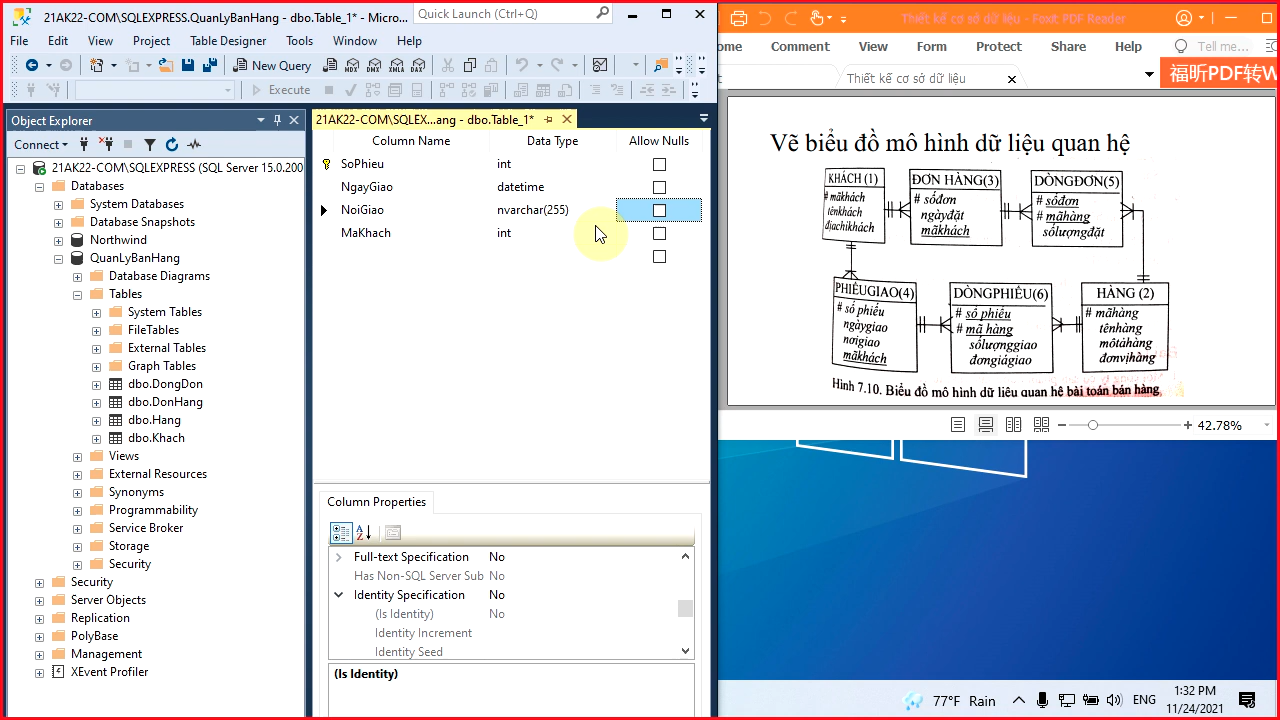 21AK22-COM\SQLEXPRESS.QuanLyBanHang - dbo.Table_1* - Micro...
Quick Launch (Ctrl+Q)
File Edit View Project Table Designer Tools Window Help
New Query
MDX DMX XMLA DAX
Execute
Object Explorer
Connect
21AK22-COM\SQLEXPRESS (SQL Server 15.0.200
Databases
System Databases
Database Snapshots
Northwind
QuanLyBanHang
Database Diagrams
Tables
System Tables
FileTables
External Tables
Graph Tables
dbo.DongDon
dbo.DonHang
dbo.Hang
dbo.Khach
Views
External Resources
Synonyms
Programmability
Service Broker
Storage
Security
Security
Server Objects
Replication
PolyBase
Management
XEvent Profiler
21AK22-COM\SQLEX...ang - dbo.Table_1*
Column Name Data Type Allow Nulls
SoPhieu int
NgayGiao datetime
NoiGiao nvarchar(255)
MaKhach int
Column Properties
Full-text Specification No
Has Non-SQL Server Sub No
Identity Specification No
(Is Identity) No
Identity Increment
Identity Seed
(Is Identity)
Thiết kế cơ sở dữ liệu - Foxit PDF Reader
ome Comment View Form Protect Share Help Tell me...
t Thiết kế cơ sở dữ liệu
福昕PDF转W
Vẽ biểu đồ mô hình dữ liệu quan hệ
KHÁCH (1)
# mãkhách
tênkhách
địachikhách
ĐƠN HÀNG(3)
# sốđơn
ngàyđặt
mãkhách
DÒNGĐƠN(5)
# sốđơn
# mãhàng
sốlượngđặt
PHIẾUGIAO(4)
# số phiếu
ngàygiao
nơigiao
mãkhách
DÒNGPHIẾU(6)
# số phiếu
# mã hàng
sốlượnggiao
đơngiágiao
HÀNG (2)
# mãhàng
tênhàng
môtảhàng
đơnvịhàng
Hình 7.10. Biểu đồ mô hình dữ liệu quan hệ bài toán bán hàng
42.78%
77°F Rain
ENG
1:32 PM
11/24/2021